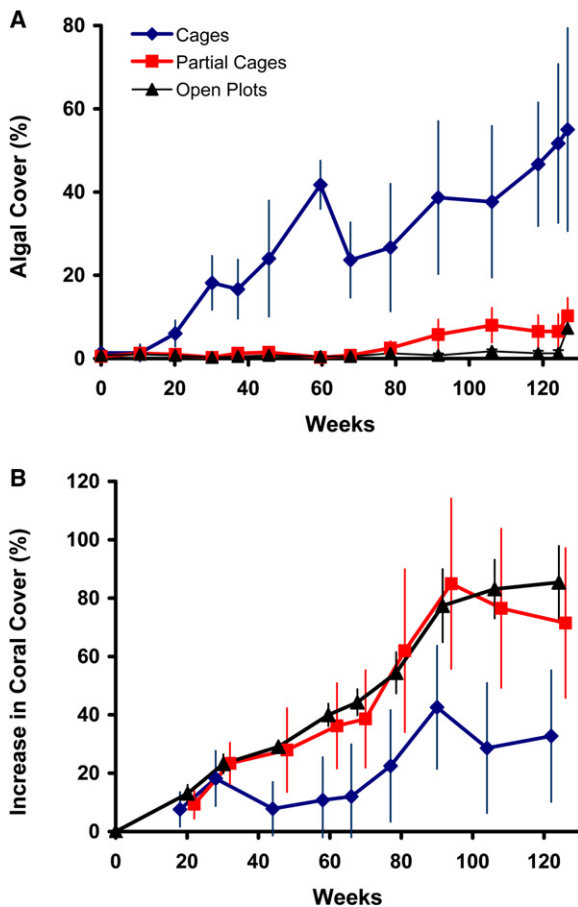 A
80
60
40
20
0
Algal Cover (%)
Cages
Partial Cages
Open Plots
0 20 40 60 80 100 120
Weeks
B
120
100
80
60
40
20
0
Increase in Coral Cover (%)
0 20 40 60 80 100 120
Weeks